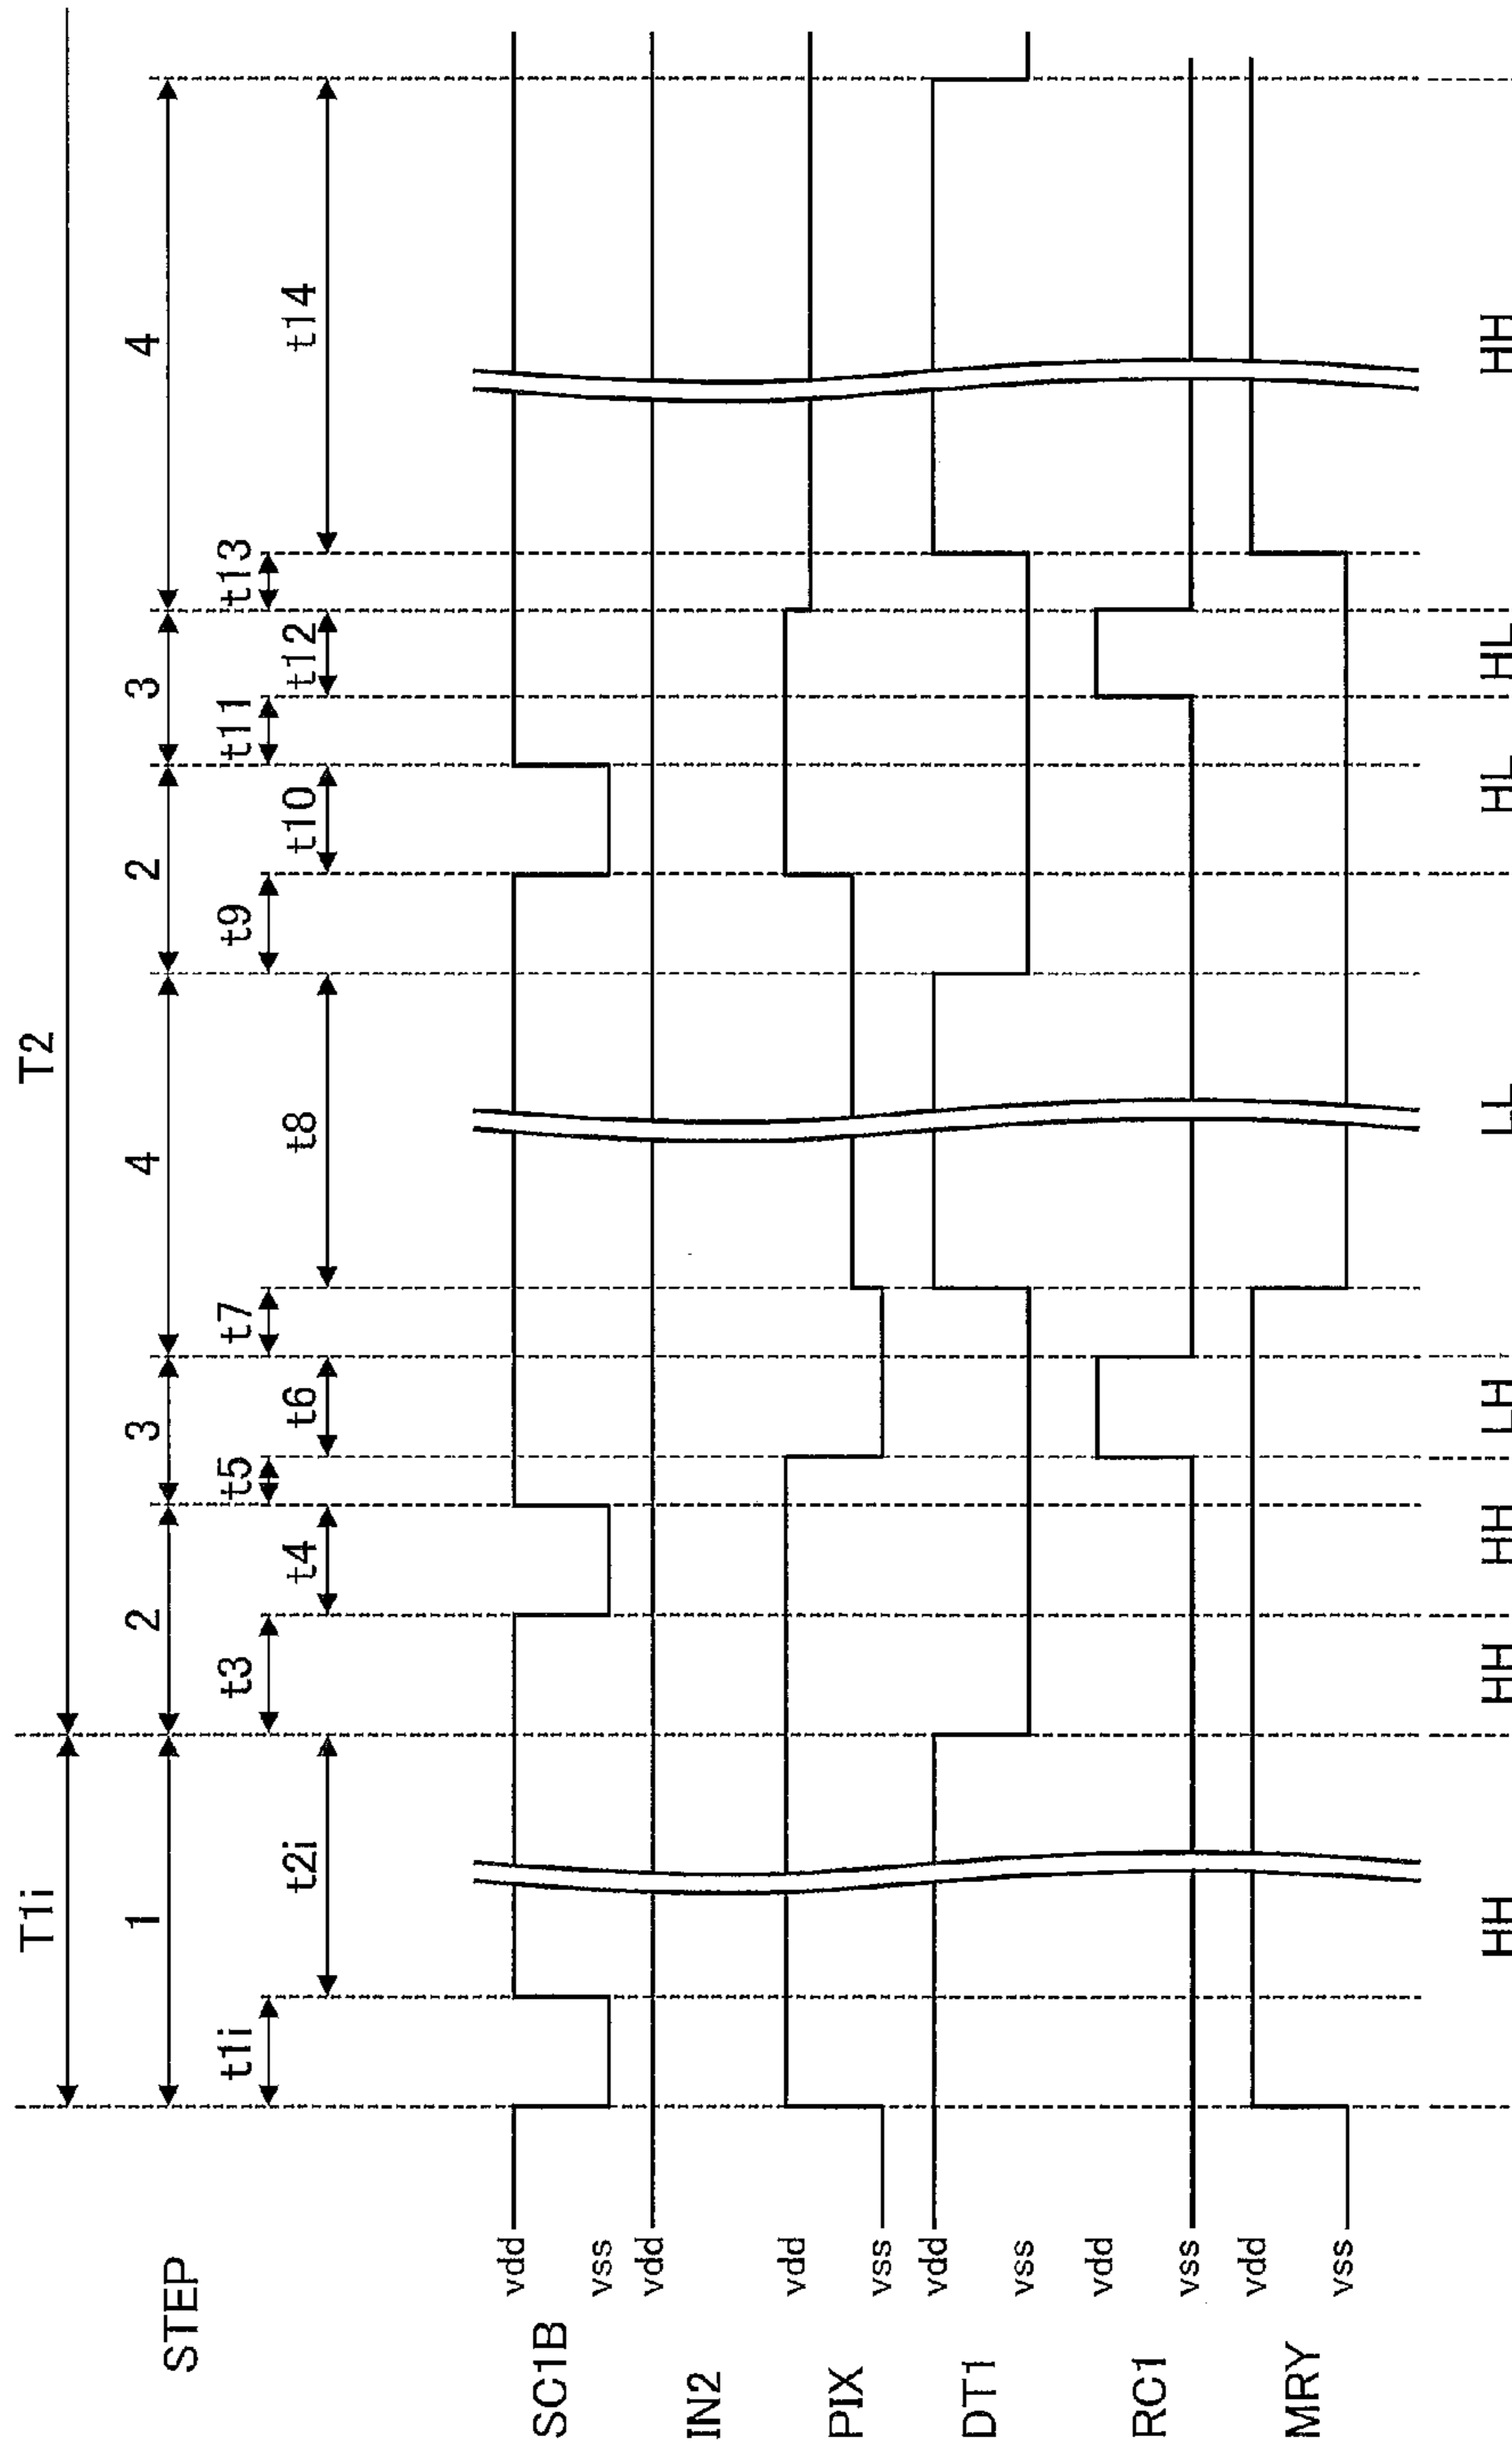 T1i T2
STEP 1 2 3 4 2 3 4
t1i t3 t5 t7 t9 t11 t13
t2i t4 t6 t8 t10 t12 t14
vdd
SC1B
vss
vdd
IN2
vdd
PIX
vss
vdd
DT1
vss
vdd
RC1
vss
vdd
MRY
vss
HH HH HH LH LL HL HL HH